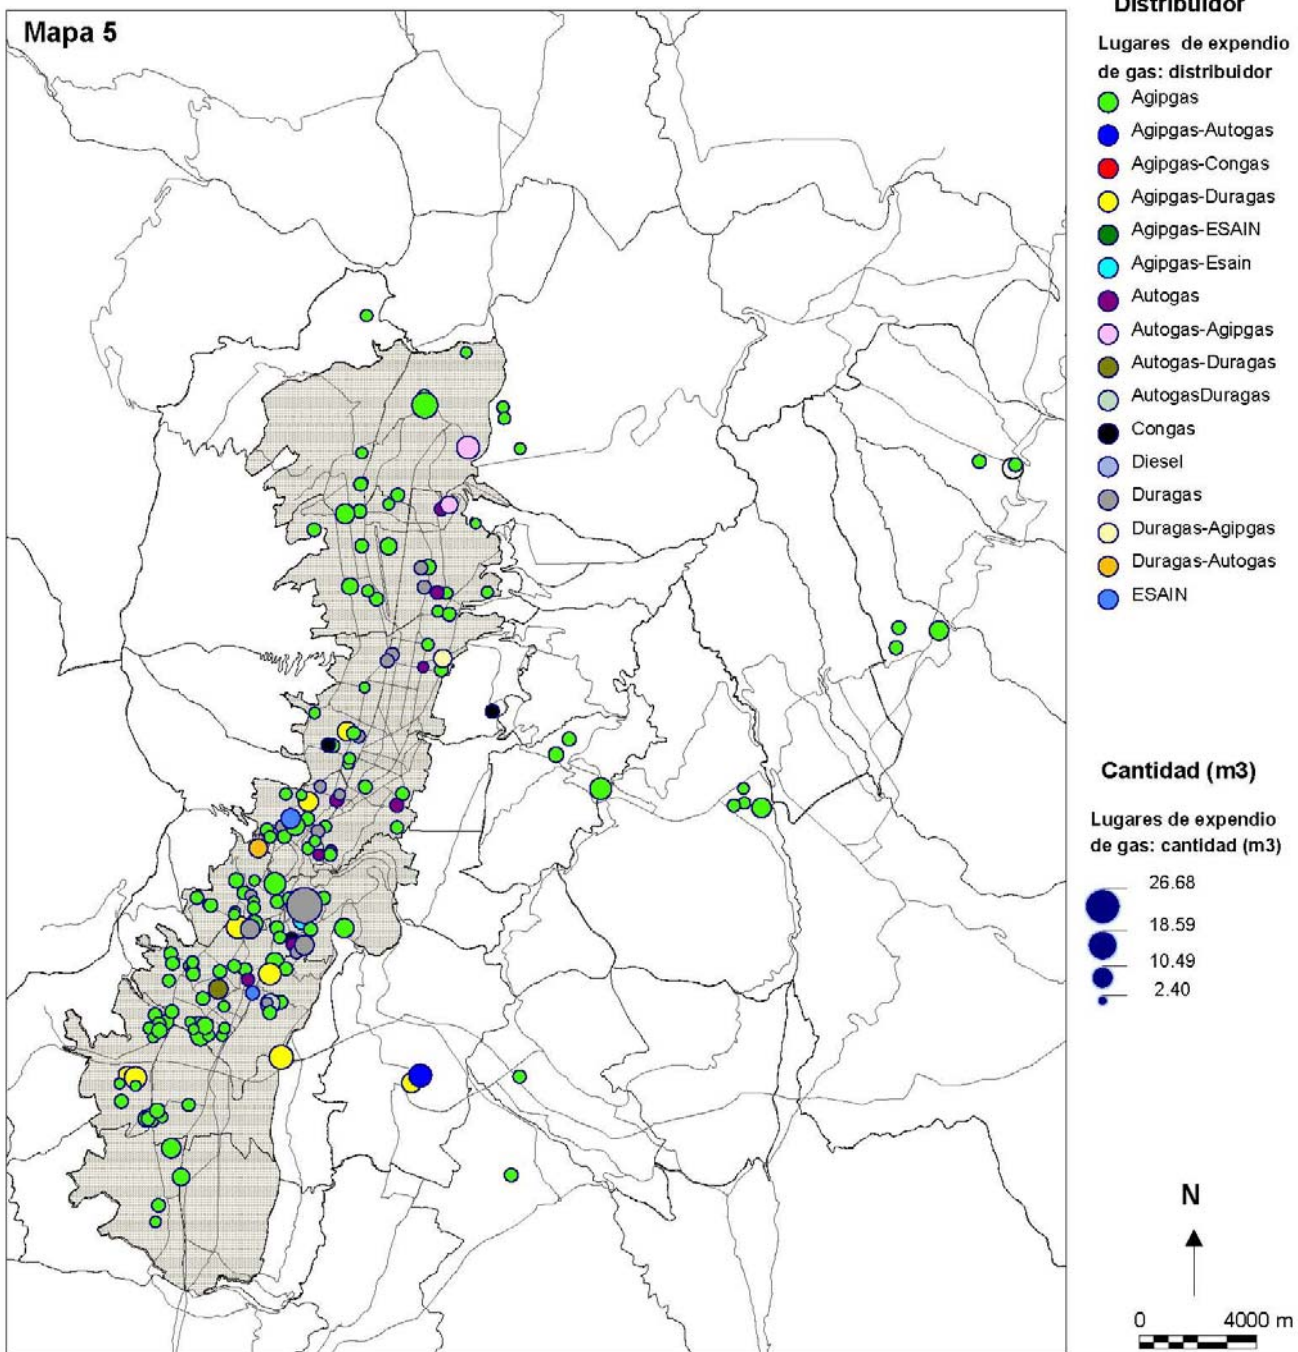 Mapa 5
Distribuidor
Lugares de expendio
de gas: distribuidor
Agipgas
Agipgas-Autogas
Agipgas-Congas
Agipgas-Duragas
Agipgas-ESAIN
Agipgas-Esain
Autogas
Autogas-Agipgas
Autogas-Duragas
AutogasDuragas
Congas
Diesel
Duragas
Duragas-Agipgas
Duragas-Autogas
ESAIN
Cantidad (m3)
Lugares de expendio
de gas: cantidad (m3)
26.68
18.59
10.49
2.40
N
0 4000 m